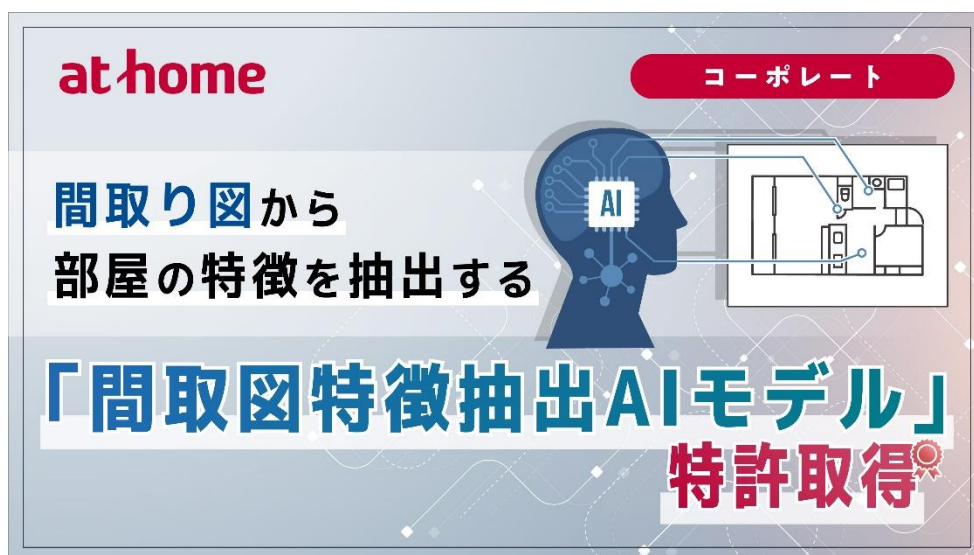 at home
コーポレート
間取り図から
部屋の特徴を抽出する
AI
「間取図特徴抽出AIモデル」
特許取得